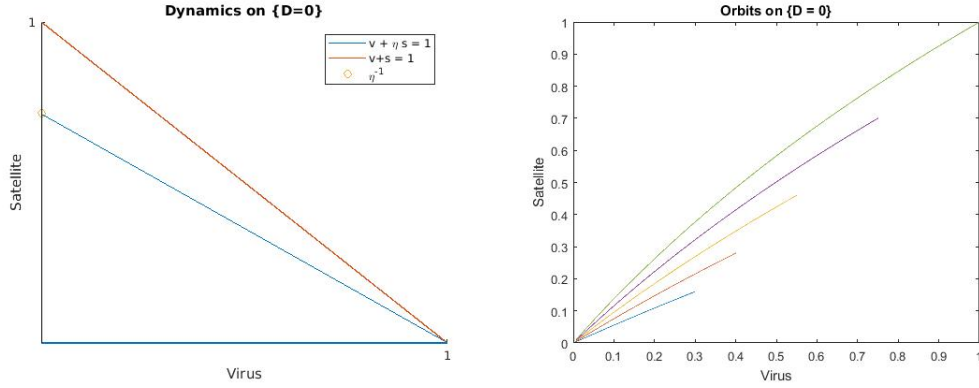 Dynamics on {D=0}
1
v + η s = 1
v+s = 1
η-1
Satellite
1
Virus
Orbits on {D = 0}
1
0.9
0.8
0.7
0.6
0.5
0.4
0.3
0.2
0.1
0
Satellite
0 0.1 0.2 0.3 0.4 0.5 0.6 0.7 0.8 0.9 1
Virus